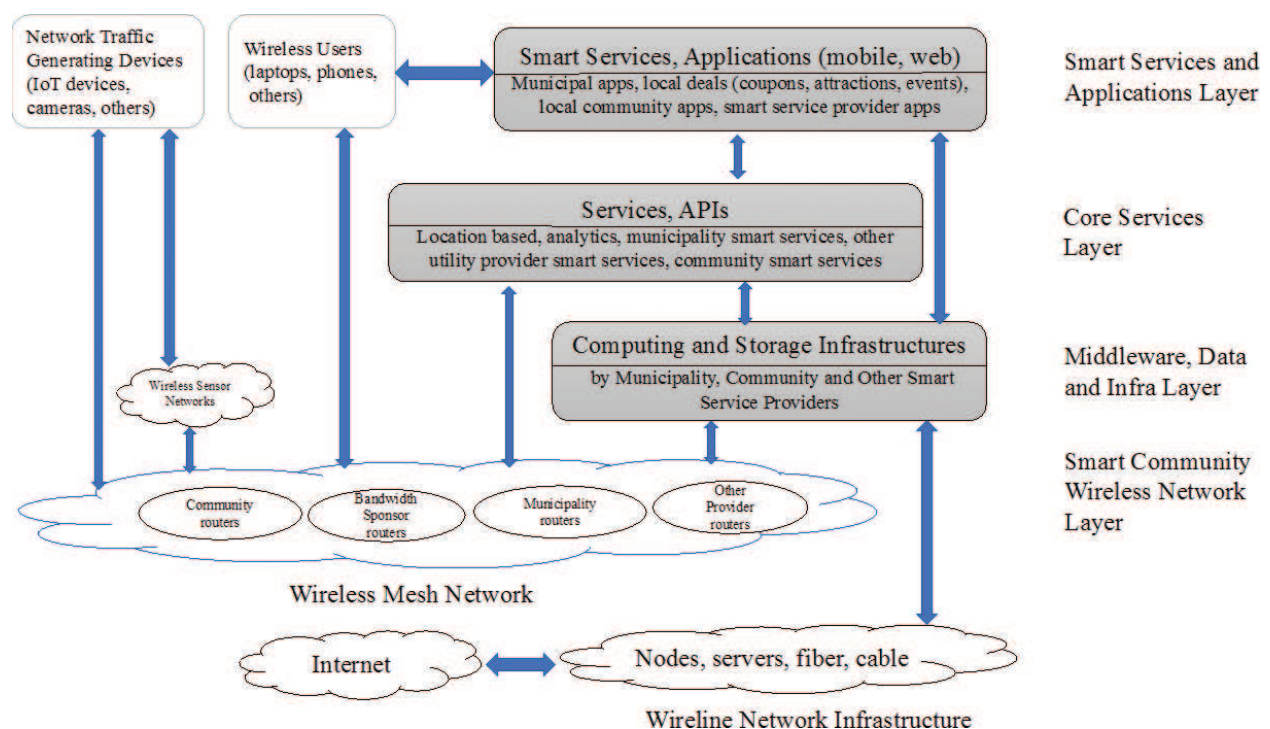 Network Traffic
Generating Devices
(IoT devices,
cameras, others)
Wireless Users
(laptops, phones,
others)
Smart Services, Applications (mobile, web)
Municipal apps, local deals (coupons, attractions, events),
local community apps, smart service provider apps
Smart Services and
Applications Layer
Services, APIs
Location based, analytics, municipality smart services, other
utility provider smart services, community smart services
Core Services
Layer
Computing and Storage Infrastructures
by Municipality, Community and Other Smart
Service Providers
Middleware, Data
and Infra Layer
Wireless Sensor
Networks
Smart Community
Wireless Network
Layer
Community
routers
Bandwidth
Sponsor
routers
Municipality
routers
Other
Provider
routers
Wireless Mesh Network
Internet
Nodes, servers, fiber, cable
Wireline Network Infrastructure